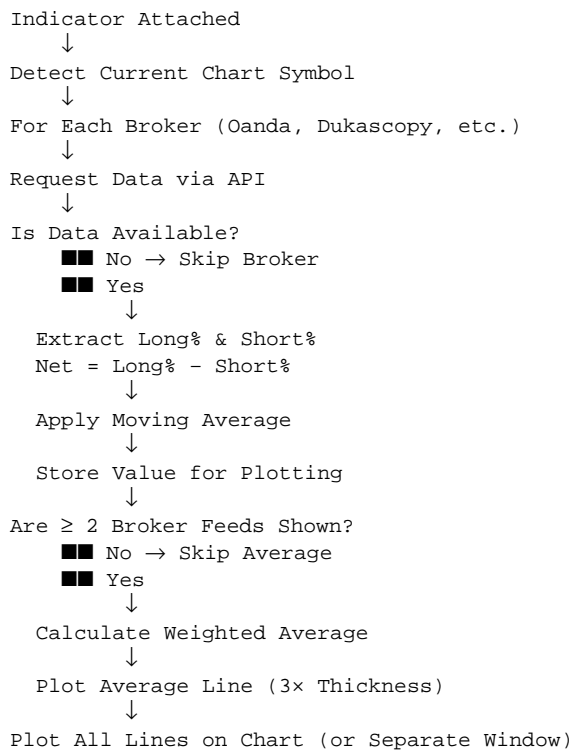 Indicator Attached
↓
Detect Current Chart Symbol
↓
For Each Broker (Oanda, Dukascopy, etc.)
↓
Request Data via API
↓
Is Data Available?
■■ No → Skip Broker
■■ Yes
↓
Extract Long% & Short%
Net = Long% - Short%
↓
Apply Moving Average
↓
Store Value for Plotting
↓
Are ≥ 2 Broker Feeds Shown?
■■ No → Skip Average
■■ Yes
↓
Calculate Weighted Average
↓
Plot Average Line (3× Thickness)
↓
Plot All Lines on Chart (or Separate Window)